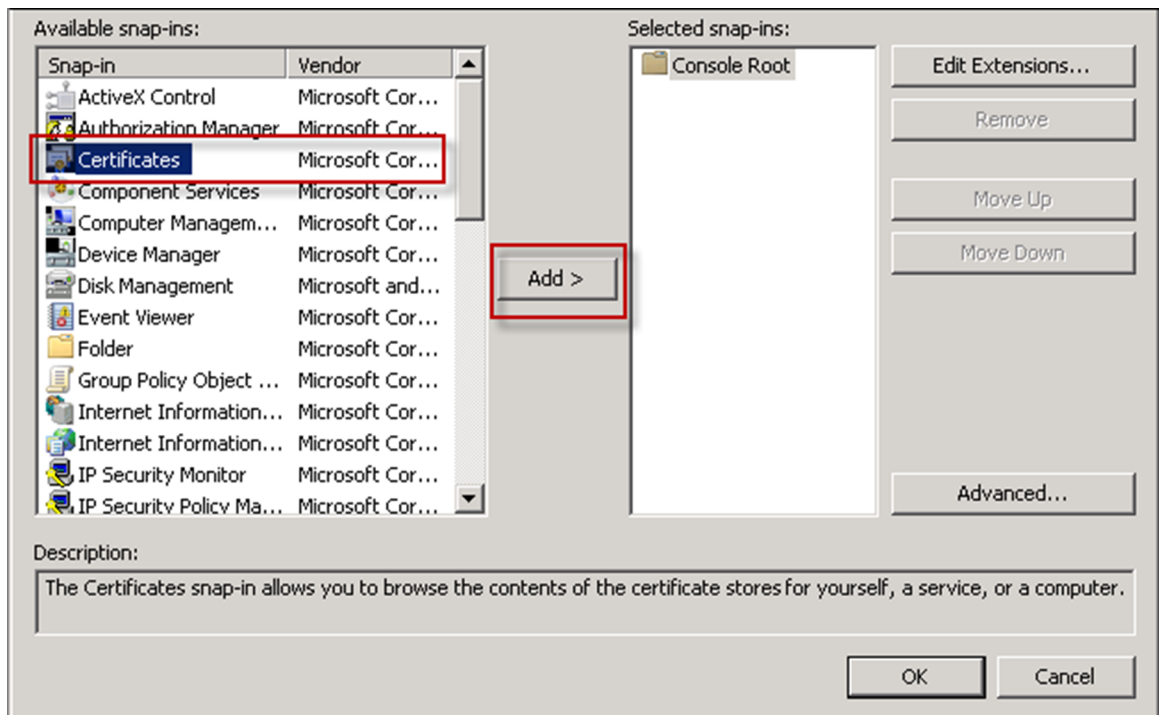 Available snap-ins:
Selected snap-ins:
Snap-in Vendor
ActiveX Control Microsoft Cor...
Authorization Manager Microsoft Cor...
Certificates Microsoft Cor...
Component Services Microsoft Cor...
Computer Managem... Microsoft Cor...
Device Manager Microsoft Cor...
Disk Management Microsoft and...
Event Viewer Microsoft Cor...
Folder Microsoft Cor...
Group Policy Object ... Microsoft Cor...
Internet Information... Microsoft Cor...
Internet Information... Microsoft Cor...
IP Security Monitor Microsoft Cor...
IP Security Policy Ma... Microsoft Cor...
Add >
Console Root
Edit Extensions...
Remove
Move Up
Move Down
Advanced...
Description:
The Certificates snap-in allows you to browse the contents of the certificate stores for yourself, a service, or a computer.
OK
Cancel